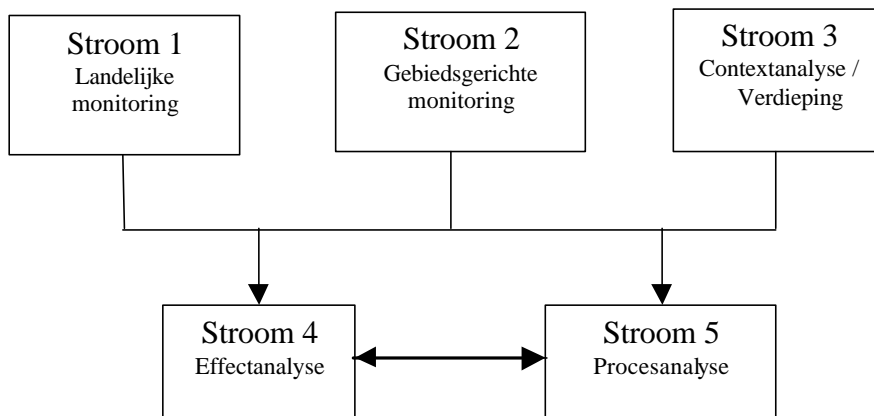 Stroom 1
Landelijke
monitoring
Stroom 2
Gebiedsgerichte
monitoring
Stroom 3
Contextanalyse /
Verdieping
Stroom 4
Effectanalyse
Stroom 5
Procesanalyse